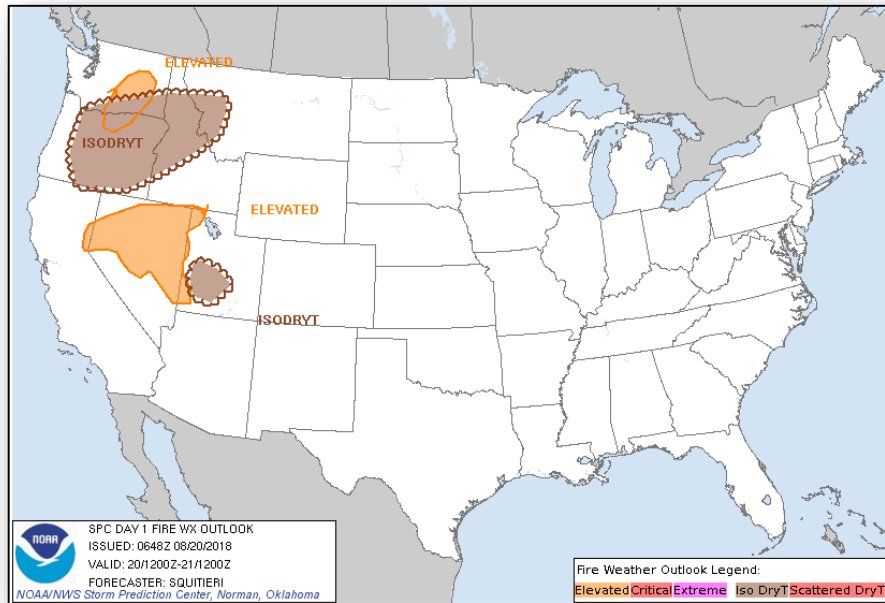 ELEVATED
ISODRYT
ELEVATED
ISODRYT
NOAA
SPC DAY 1 FIRE WX OUTLOOK
ISSUED: 0648Z 08/20/2018
VALID: 20/1200Z-21/1200Z
FORECASTER: SQUITIERI
NOAA/NWS Storm Prediction Center, Norman, Oklahoma
Fire Weather Outlook Legend:
Elevated Critical Extreme Iso DryT Scattered DryT